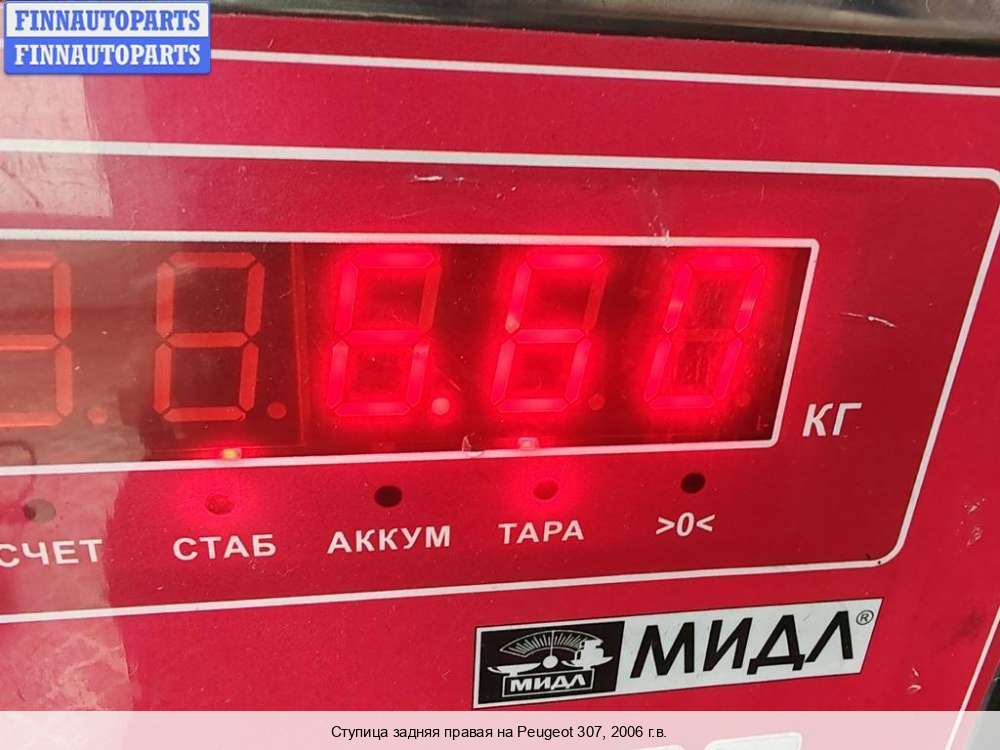 FINNAUTOPARTS
FINNAUTOPARTS
6.60
КГ
СЧЕТ СТАБ АККУМ ТАРА >0<
МИДЛ МИДЛ®
Ступица задняя правая на Peugeot 307, 2006 г.в.